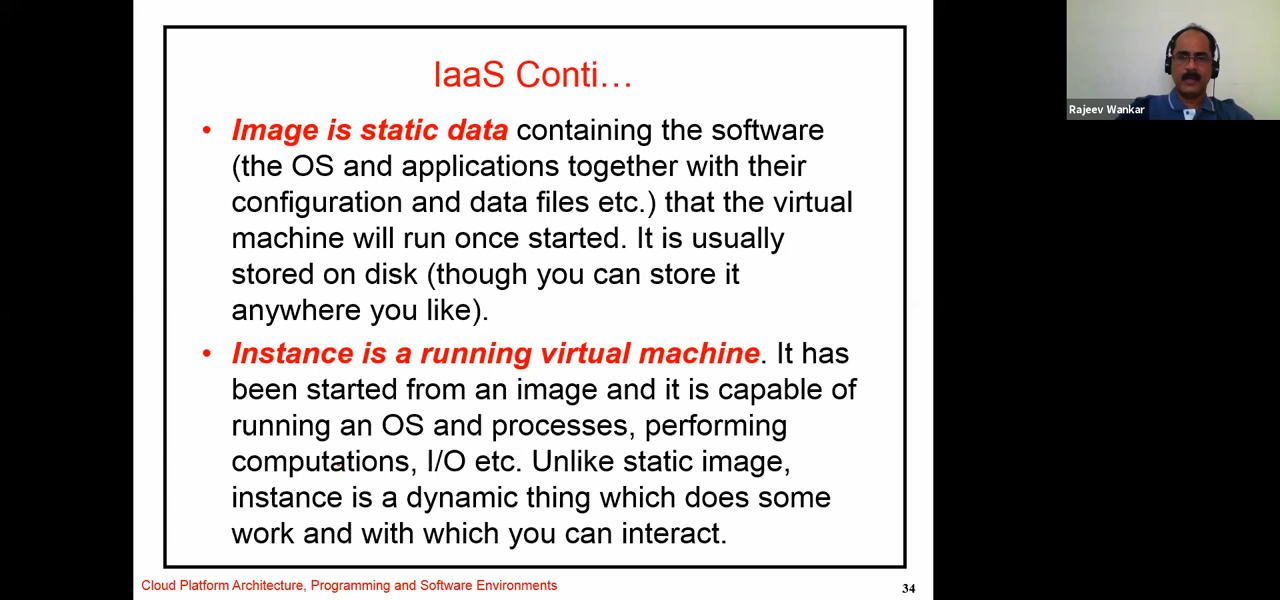 IaaS Conti…
• Image is static data containing the software
(the OS and applications together with their
configuration and data files etc.) that the virtual
machine will run once started. It is usually
stored on disk (though you can store it
anywhere you like).
• Instance is a running virtual machine. It has
been started from an image and it is capable of
running an OS and processes, performing
computations, I/O etc. Unlike static image,
instance is a dynamic thing which does some
work and with which you can interact.
Cloud Platform Architecture, Programming and Software Environments
34
Rajeev Wankar